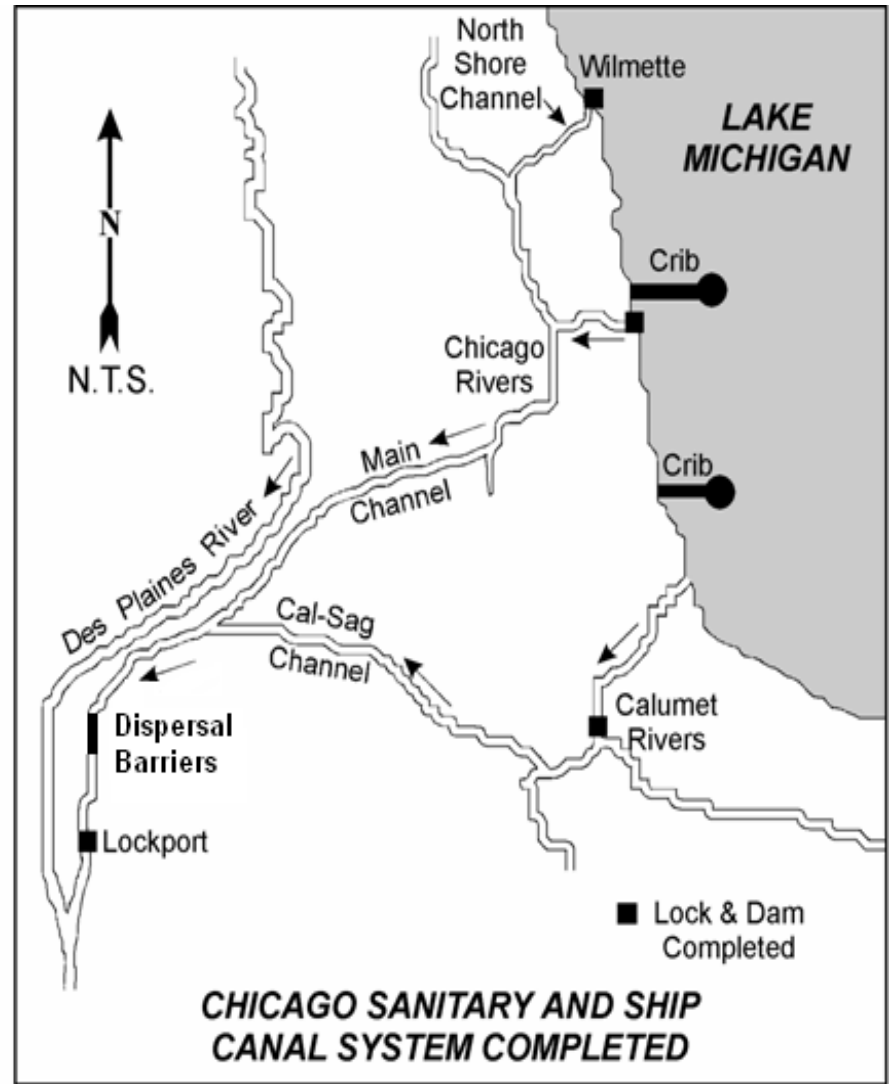 North
Shore
Channel
Wilmette
LAKE
MICHIGAN
N
N.T.S.
Crib
Chicago
Rivers
Main
Channel
Crib
Des Plaines River
Cal-Sag
Channel
Dispersal
Barriers
Calumet
Rivers
Lockport
Lock & Dam
Completed
CHICAGO SANITARY AND SHIP
CANAL SYSTEM COMPLETED